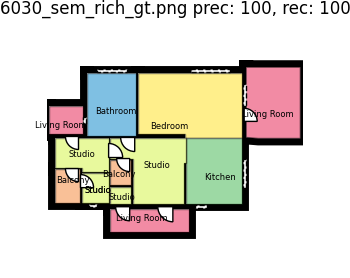 6030_sem_rich_gt.png prec: 100, rec: 100
Bathroom
Living Room
Living Room
Bedroom
Studio
Studio
Balcony
Balcony
Kitchen
Studio
Studio
Living Room